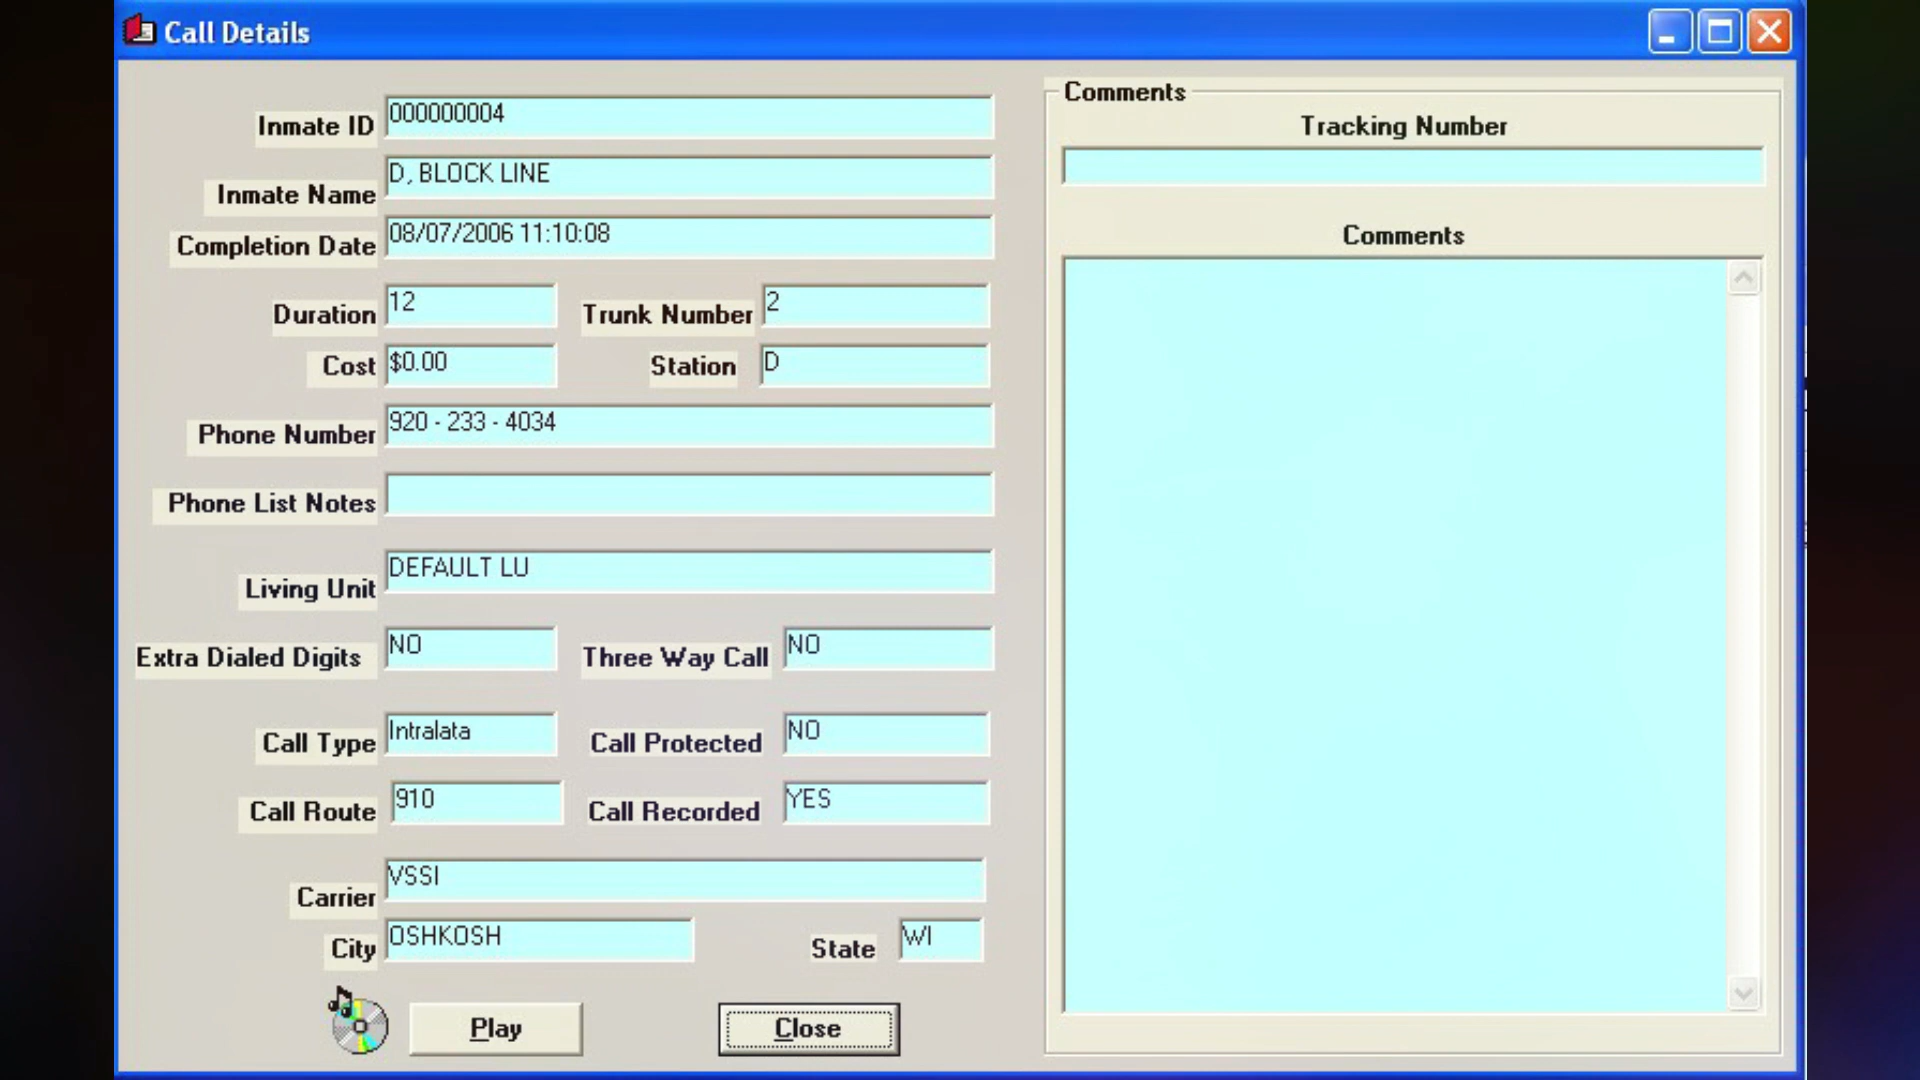 Call Details
Inmate ID 000000004
Inmate Name D, BLOCK LINE
Completion Date 08/07/2006 11:10:08
Duration 12 Trunk Number 2
Cost $0.00 Station D
Phone Number 920 - 233 - 4034
Phone List Notes
Living Unit DEFAULT LU
Extra Dialed Digits NO Three Way Call NO
Call Type Intralata Call Protected NO
Call Route 910 Call Recorded YES
Carrier VSSI
City OSHKOSH State WI
Play Close
Comments
Tracking Number
Comments